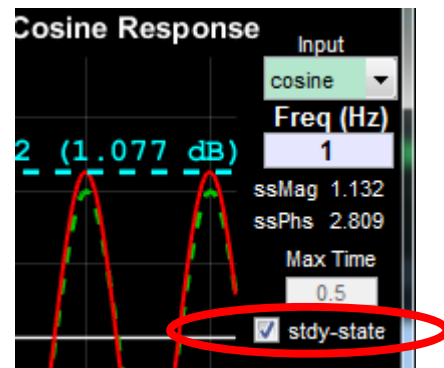 Cosine Response
Input
cosine
Freq (Hz)
2 (1.077 dB)
1
ssMag 1.132
ssPhs 2.809
Max Time
0.5
stdy-state